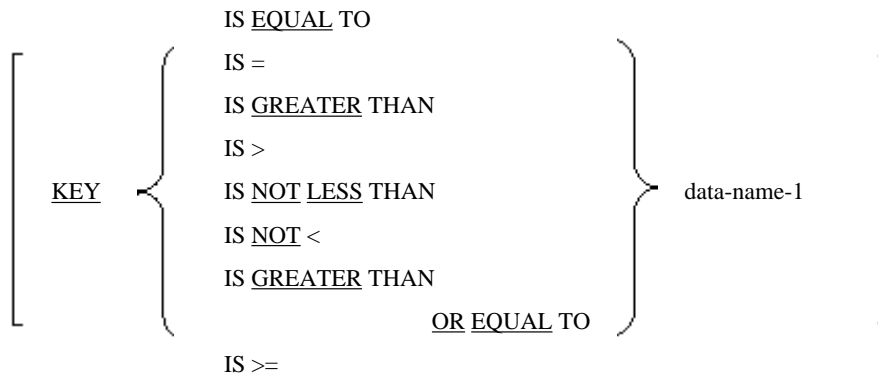 IS EQUAL TO
IS =
IS GREATER THAN
IS >
KEY IS NOT LESS THAN data-name-1
IS NOT <
IS GREATER THAN
OR EQUAL TO
IS >=